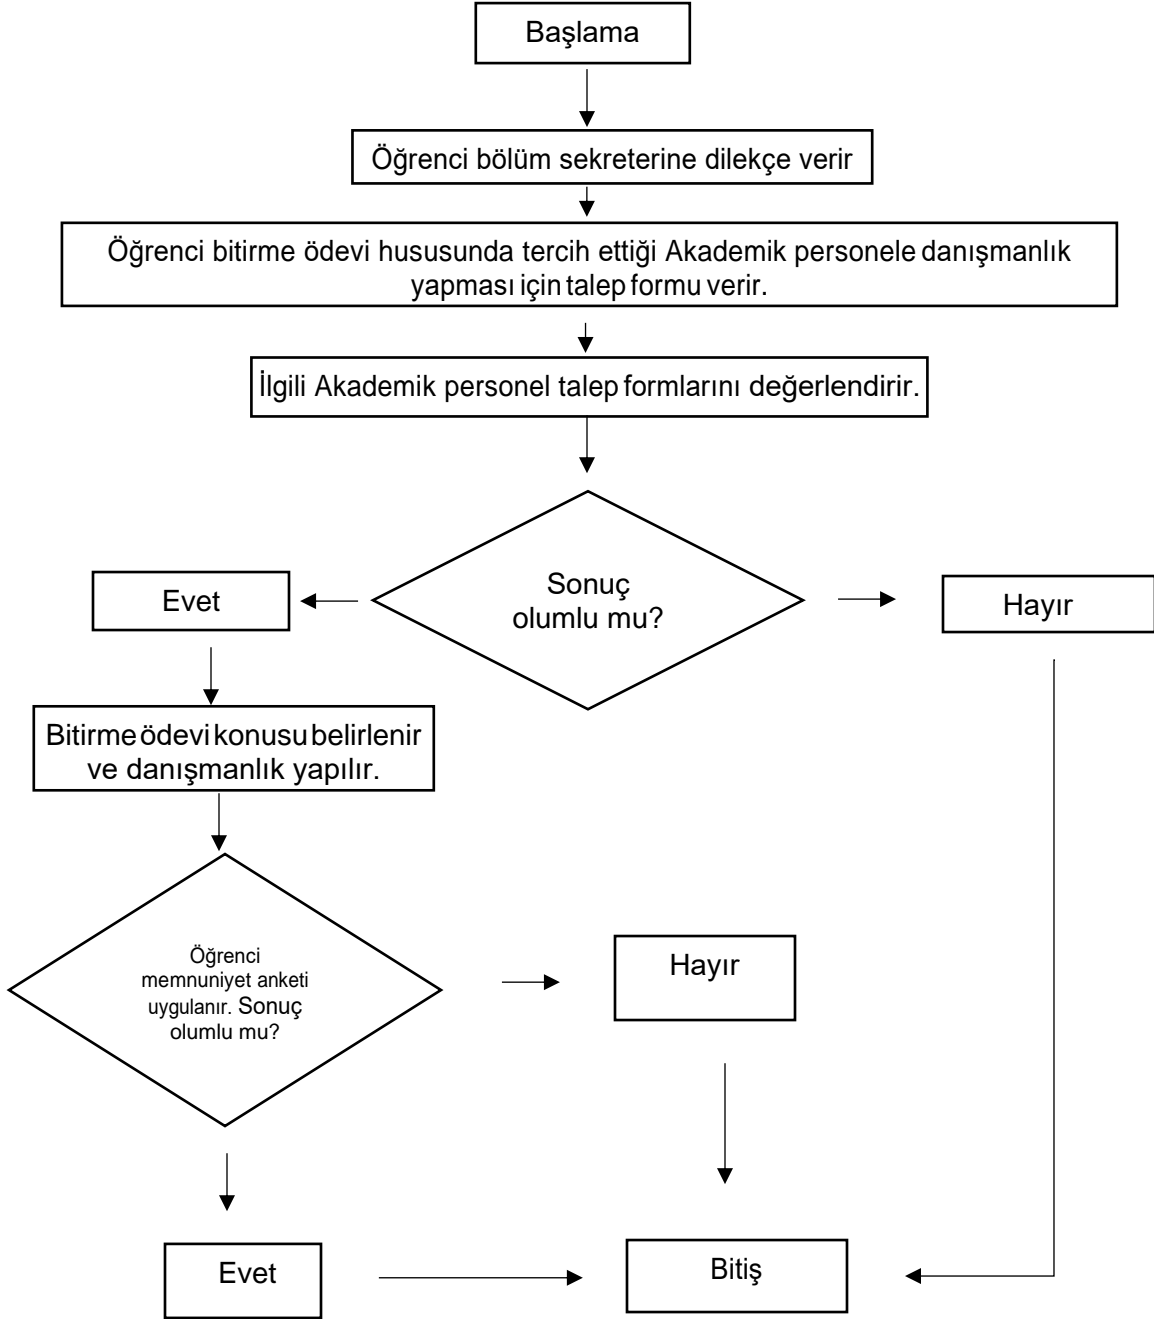 Başlama
Öğrenci bölüm sekreterine dilekçe verir
Öğrenci bitirme ödevi hususunda tercih ettiği Akademik personele danışmanlık
yapması için talep formu verir.
İlgili Akademik personel talep formlarını değerlendirir.
Sonuç
olumlu mu?
Evet
Hayır
Bitirme ödevi konusu belirlenir
ve danışmanlık yapılır.
Öğrenci
memnuniyet anketi
uygulanır. Sonuç
olumlu mu?
Hayır
Evet
Bitiş